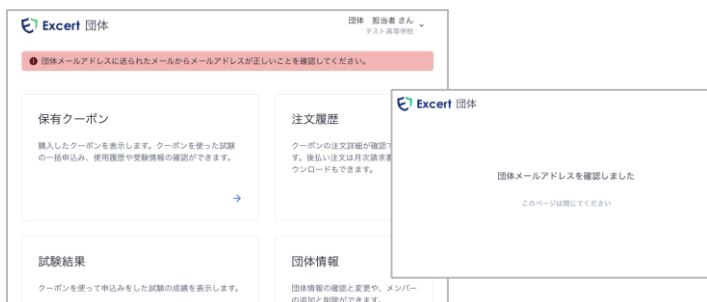 Excert 団体
団体 担当者 さん
テスト高等学校
団体メールアドレスに送られたメールからメールアドレスが正しいことを確認してください。
保有クーポン
購入したクーポンを表示します。クーポンを使った試験
の一括申込み、使用履歴や受験情報の確認ができます。
注文履歴
クーポンの注文詳細が確認で
す。後払い注文は月次請求書
ウンロードもできます。
試験結果
クーポンを使って申込みをした試験の成績を表示します。
団体情報
団体情報の確認と変更や、メンバー
の追加と削除ができます。
Excert 団体
団体メールアドレスを確認しました
このページは閉じてください